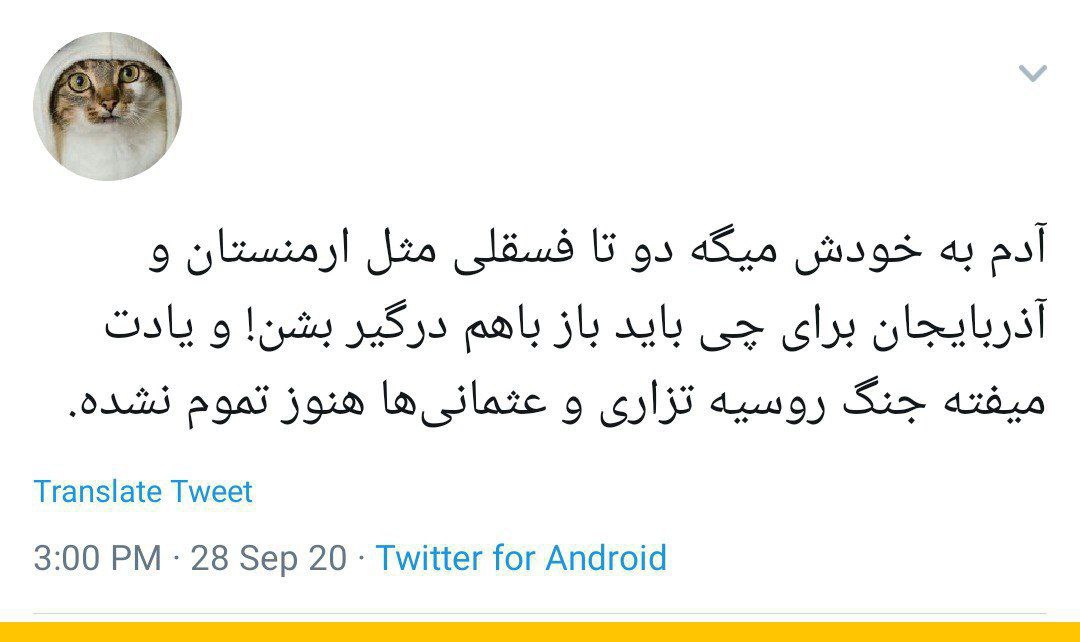 آدم به خودش میگه دو تا فسقلی مثل ارمنستان و
آذربایجان برای چی باید باز باهم درگیر بشن! و یادت
میفته جنگ روسیه تزاری و عثمانی‌ها هنوز تموم نشده.
Translate Tweet
3:00 PM · 28 Sep 20 · Twitter for Android